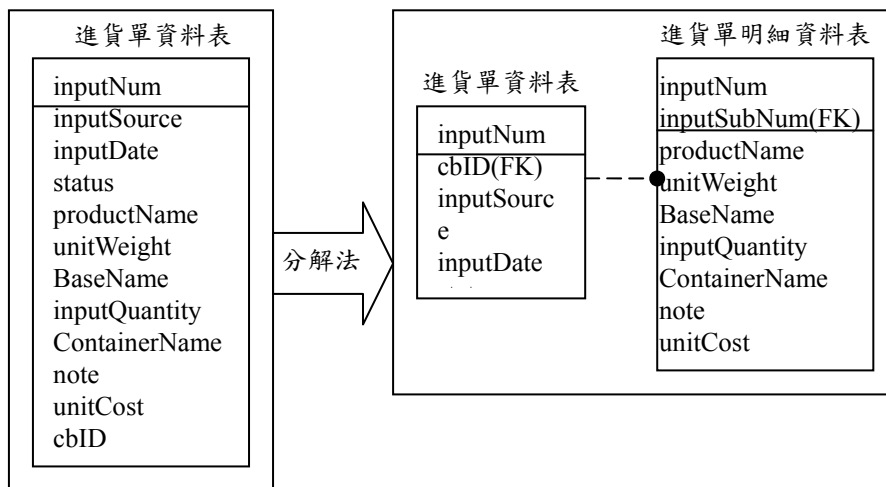 進貨單資料表
inputNum
inputSource
inputDate
status
productName
unitWeight
BaseName
inputQuantity
ContainerName
note
unitCost
cbID
分解法
進貨單資料表
inputNum
cbID(FK)
inputSourc
e
inputDate
進貨單明細資料表
inputNum
inputSubNum(FK)
productName
unitWeight
BaseName
inputQuantity
ContainerName
note
unitCost